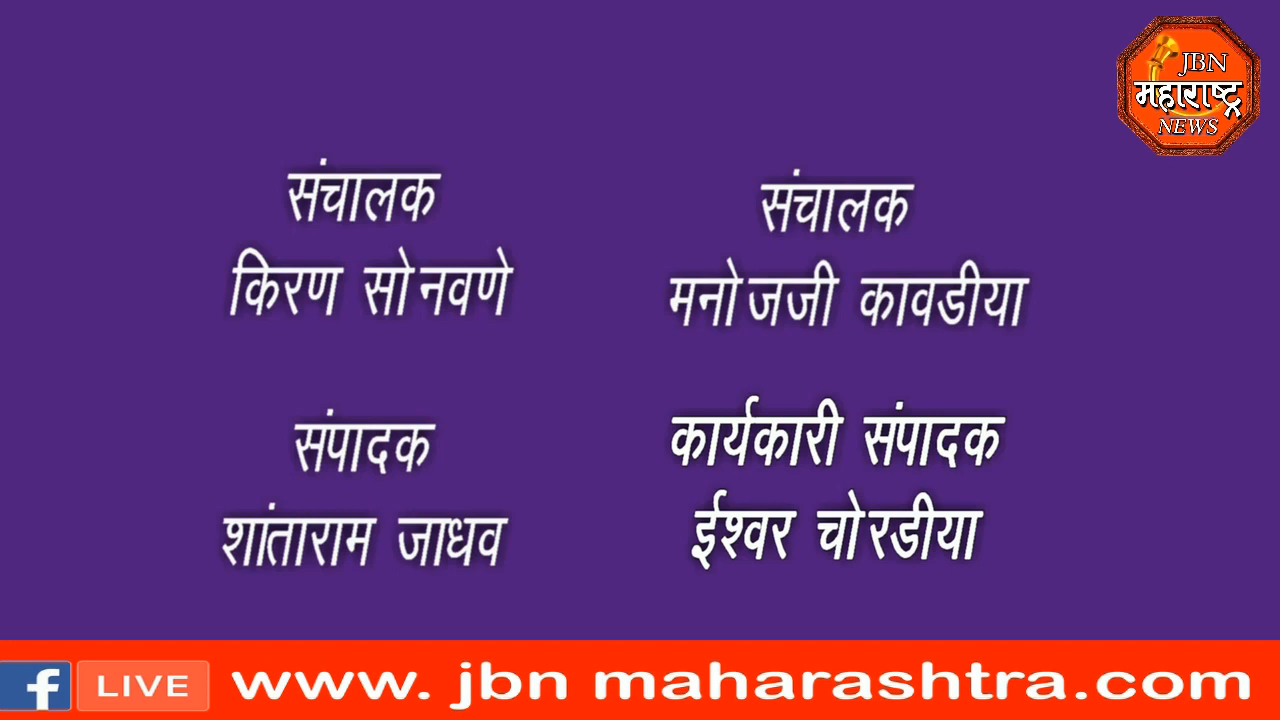 JBN
महाराष्ट्र
NEWS
संचालक
किरण सोनवणे
संचालक
मनोजजी कावडीया
संपादक
शांताराम जाधव
कार्यकारी संपादक
ईश्वर चोरडीया
f LIVE www. jbn maharashtra.com